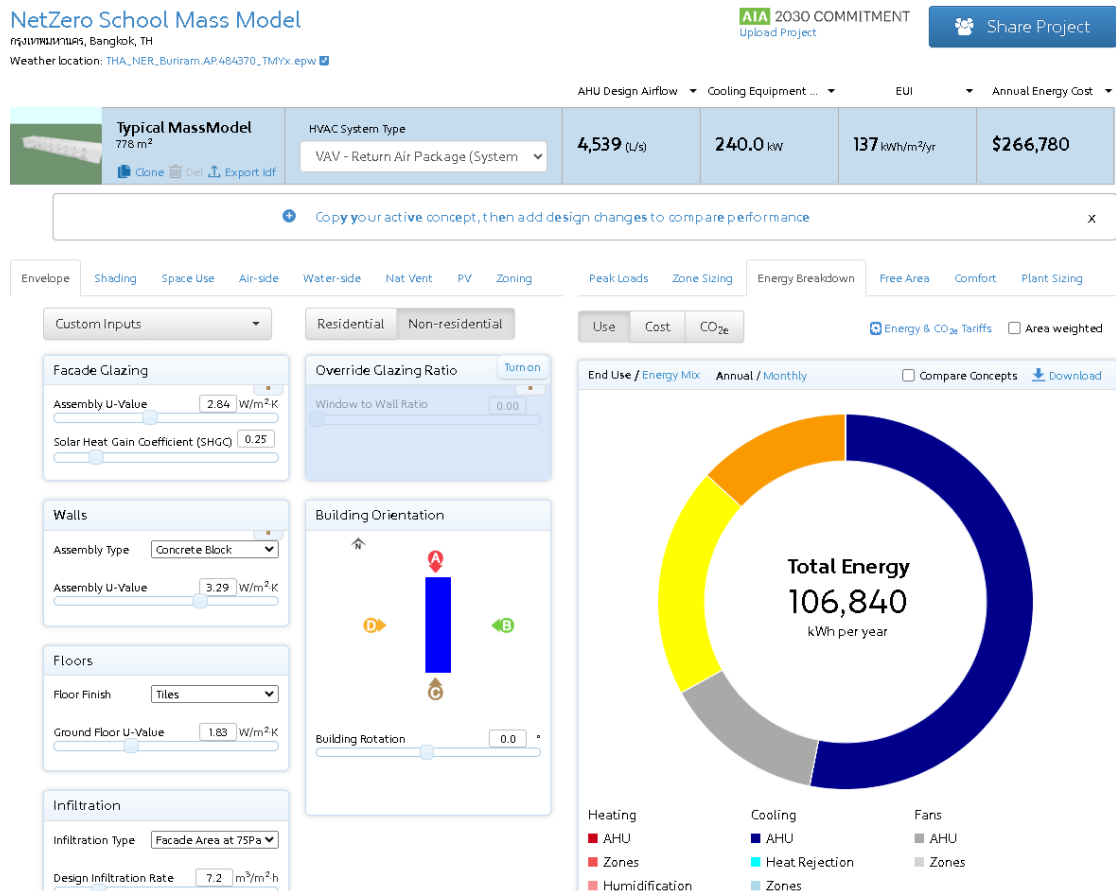 NetZero School Mass Model
กรุงเทพมหานคร, Bangkok, TH
Weather location: THA_NER_Buriram.AP.484370_TMYx.epw
AIA 2030 COMMITMENT
Upload Project
Share Project
AHU Design Airflow Cooling Equipment ... EUI Annual Energy Cost
Typical MassModel
778 m²
Clone Del Export Idf
HVAC System Type
VAV - Return Air Package (System
4,539 (L/s) 240.0 kW 137 kWh/m²/yr $266,780
Copy your active concept, then add design changes to compare performance x
Envelope Shading Space Use Air-side Water-side Nat Vent PV Zoning
Peak Loads Zone Sizing Energy Breakdown Free Area Comfort Plant Sizing
Custom Inputs
Residential Non-residential
Use Cost CO2e
Energy & CO2e Tariffs Area weighted
Facade Glazing
Assembly U-Value 2.84 W/m²·K
Solar Heat Gain Coefficient (SHGC) 0.25
Override Glazing Ratio Turn on
Window to Wall Ratio 0.00
End Use / Energy Mix Annual / Monthly Compare Concepts Download
Walls
Assembly Type Concrete Block
Assembly U-Value 3.29 W/m²·K
Building Orientation
N
A
D
B
C
Building Rotation 0.0 °
Total Energy
106,840
kWh per year
Floors
Floor Finish Tiles
Ground Floor U-Value 1.83 W/m²·K
Infiltration
Infiltration Type Facade Area at 75Pa
Design Infiltration Rate 7.2 m³/m²·h
Heating Cooling Fans
AHU AHU AHU
Zones Heat Rejection Zones
Humidification Zones